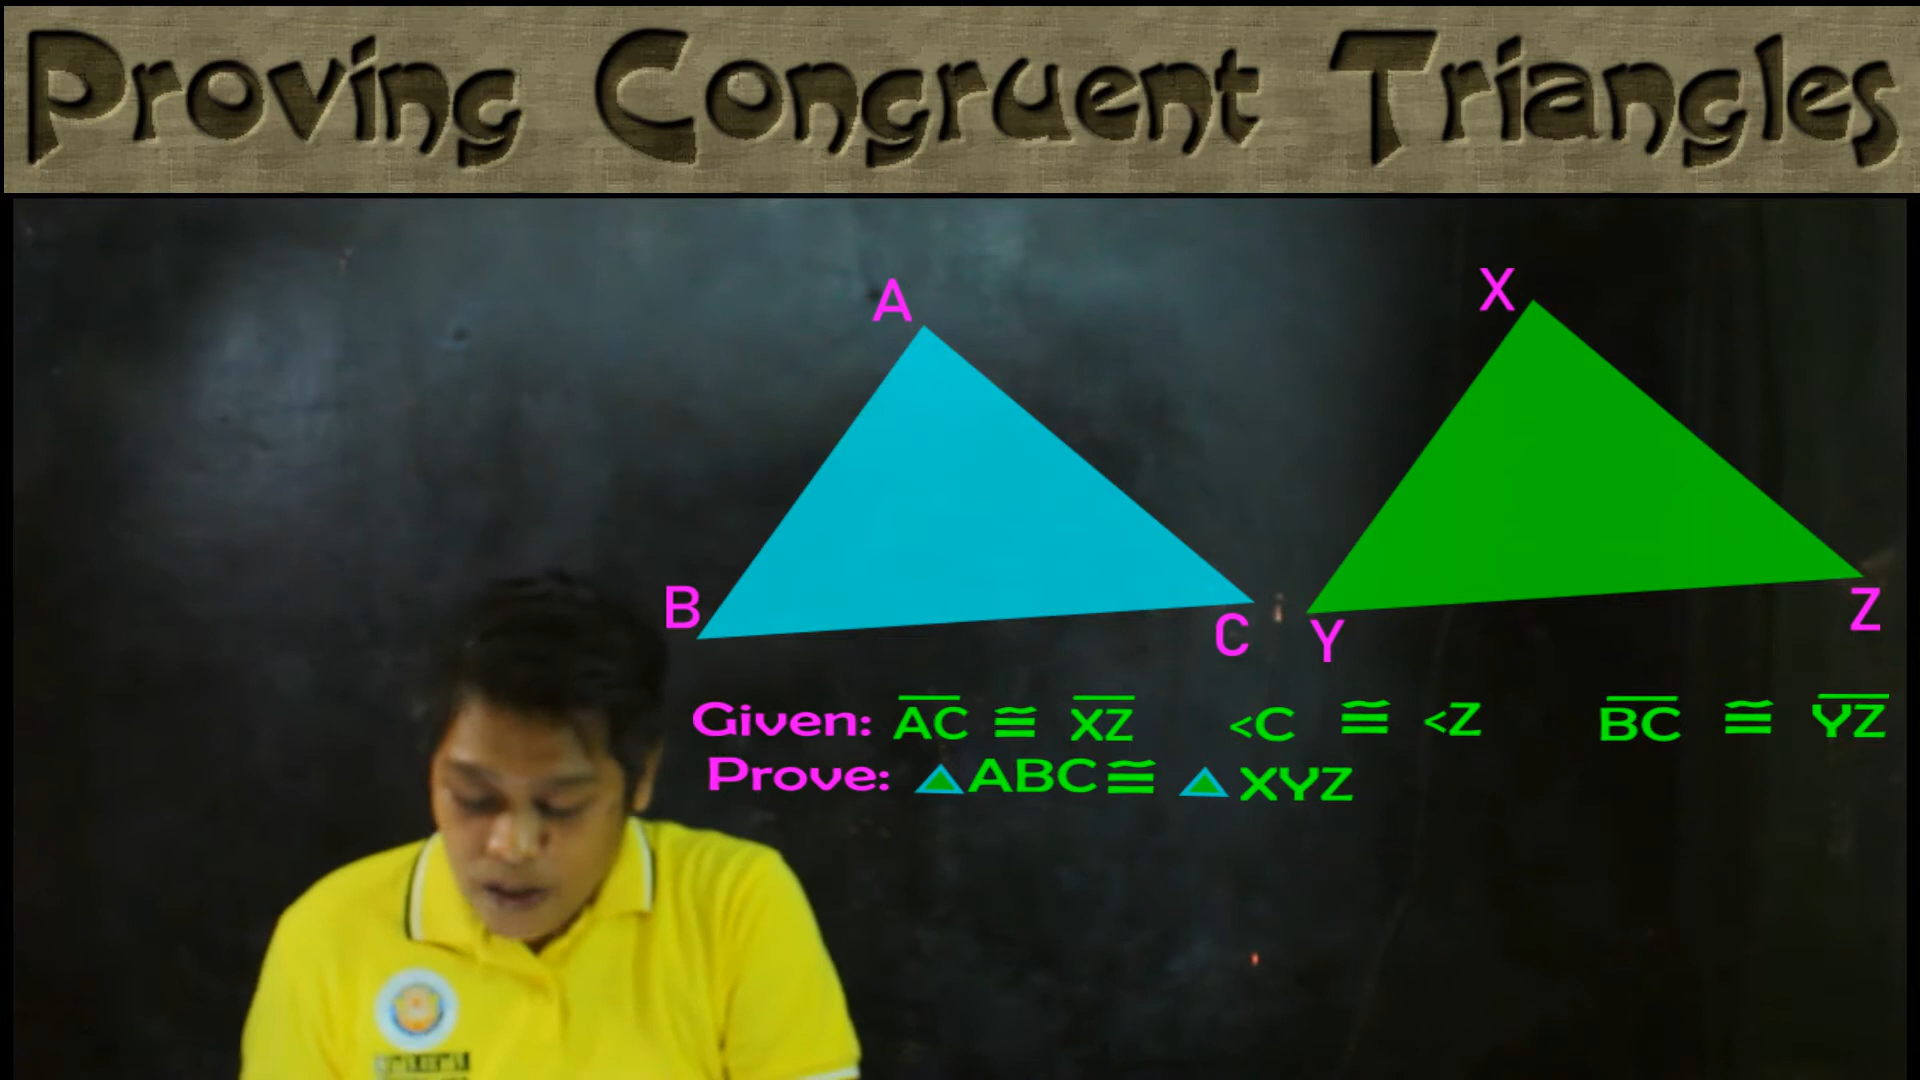 Proving Congruent Triangles
A
X
B
C
Y
Z
Given: AC ≅ XZ <C ≅ <Z BC ≅ YZ
Prove: ▲ABC ≅ ▲XYZ